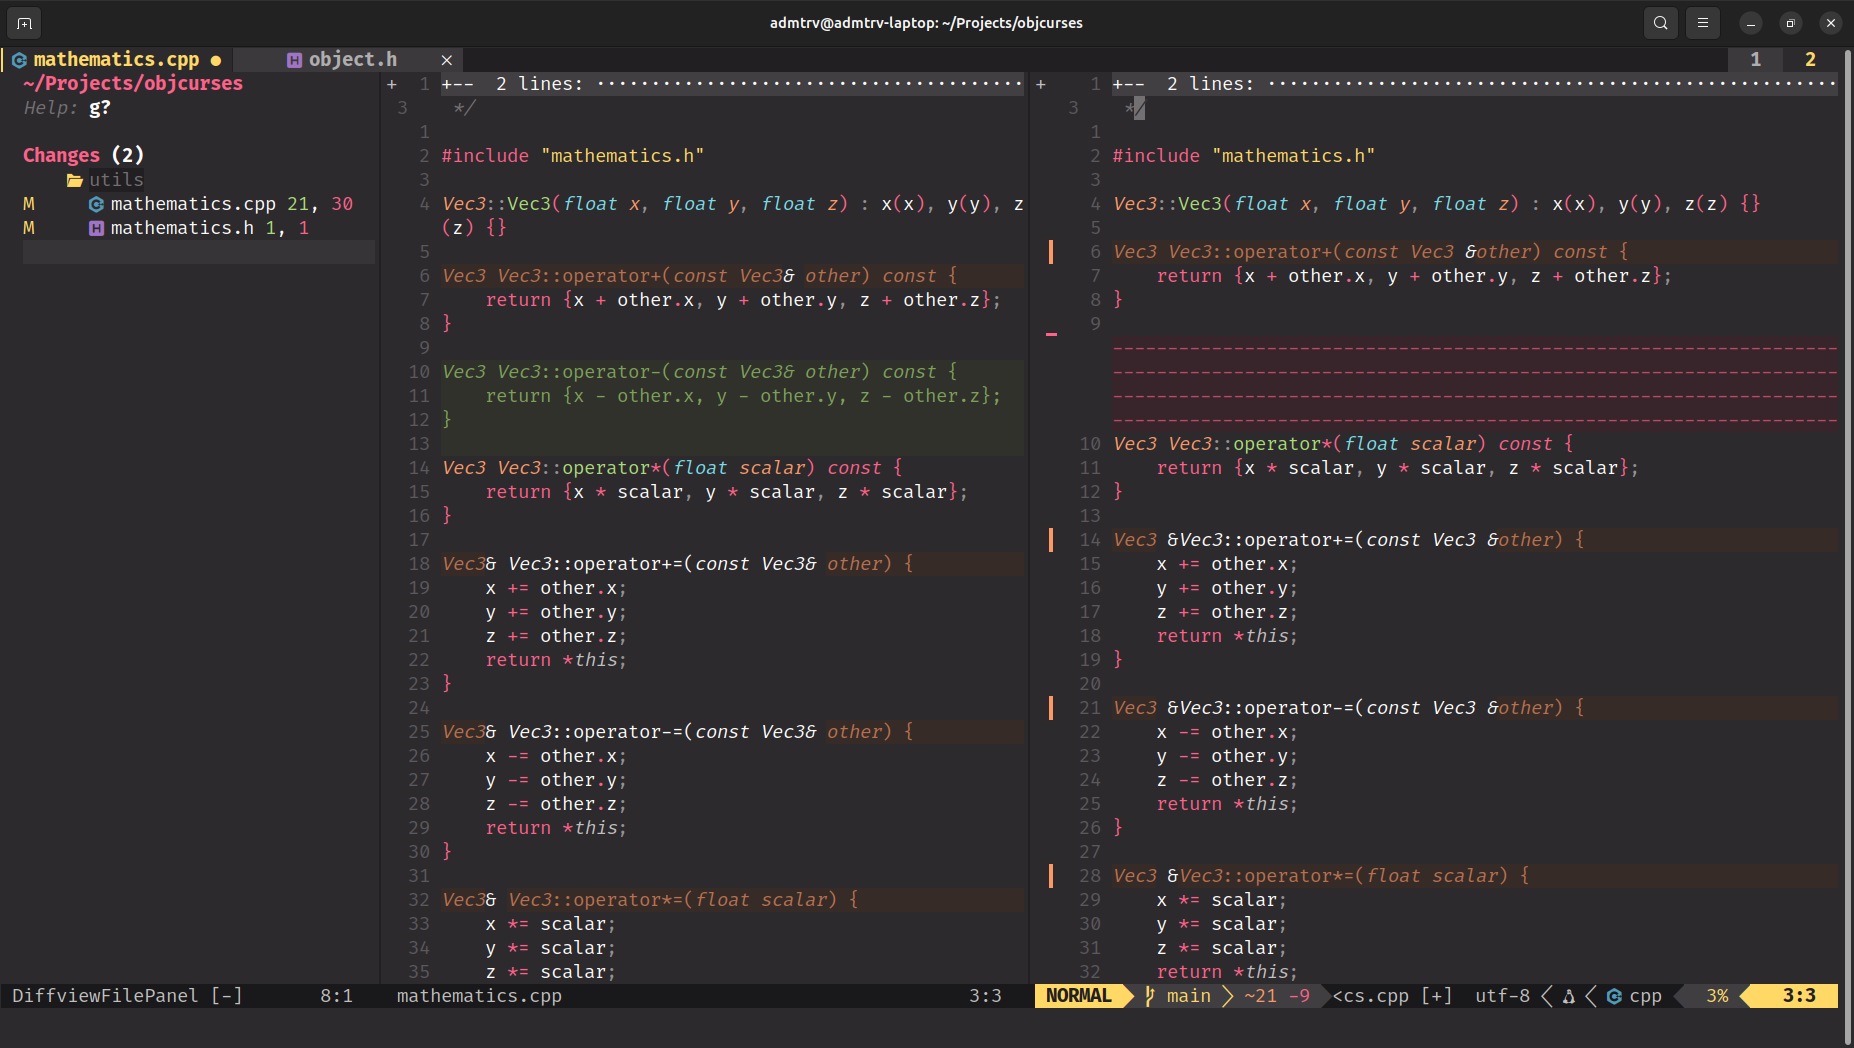 admtrv@admtrv-laptop: ~/Projects/objcurses
mathematics.cpp ● object.h × 1 2
~/Projects/objcurses
Help: g?
Changes (2)
utils
M mathematics.cpp 21, 30
M mathematics.h 1, 1
+ 1 +-- 2 lines: ·······································
3 */
1
2 #include "mathematics.h"
3
4 Vec3::Vec3(float x, float y, float z) : x(x), y(y), z
(z) {}
5
6 Vec3 Vec3::operator+(const Vec3& other) const {
7 return {x + other.x, y + other.y, z + other.z};
8 }
9
10 Vec3 Vec3::operator-(const Vec3& other) const {
11 return {x - other.x, y - other.y, z - other.z};
12 }
13
14 Vec3 Vec3::operator*(float scalar) const {
15 return {x * scalar, y * scalar, z * scalar};
16 }
17
18 Vec3& Vec3::operator+=(const Vec3& other) {
19 x += other.x;
20 y += other.y;
21 z += other.z;
22 return *this;
23 }
24
25 Vec3& Vec3::operator-=(const Vec3& other) {
26 x -= other.x;
27 y -= other.y;
28 z -= other.z;
29 return *this;
30 }
31
32 Vec3& Vec3::operator*=(float scalar) {
33 x *= scalar;
34 y *= scalar;
35 z *= scalar;
+ 1 +-- 2 lines: ····················································
3 */
1
2 #include "mathematics.h"
3
4 Vec3::Vec3(float x, float y, float z) : x(x), y(y), z(z) {}
5
6 Vec3 Vec3::operator+(const Vec3 &other) const {
7 return {x + other.x, y + other.y, z + other.z};
8 }
9
------------------------------------------------------------------
------------------------------------------------------------------
------------------------------------------------------------------
------------------------------------------------------------------
10 Vec3 Vec3::operator*(float scalar) const {
11 return {x * scalar, y * scalar, z * scalar};
12 }
13
14 Vec3 &Vec3::operator+=(const Vec3 &other) {
15 x += other.x;
16 y += other.y;
17 z += other.z;
18 return *this;
19 }
20
21 Vec3 &Vec3::operator-=(const Vec3 &other) {
22 x -= other.x;
23 y -= other.y;
24 z -= other.z;
25 return *this;
26 }
27
28 Vec3 &Vec3::operator*=(float scalar) {
29 x *= scalar;
30 y *= scalar;
31 z *= scalar;
32 return *this;
DiffviewFilePanel [-] 8:1 mathematics.cpp 3:3 NORMAL main ~21 -9 <cs.cpp [+] utf-8 cpp 3% 3:3